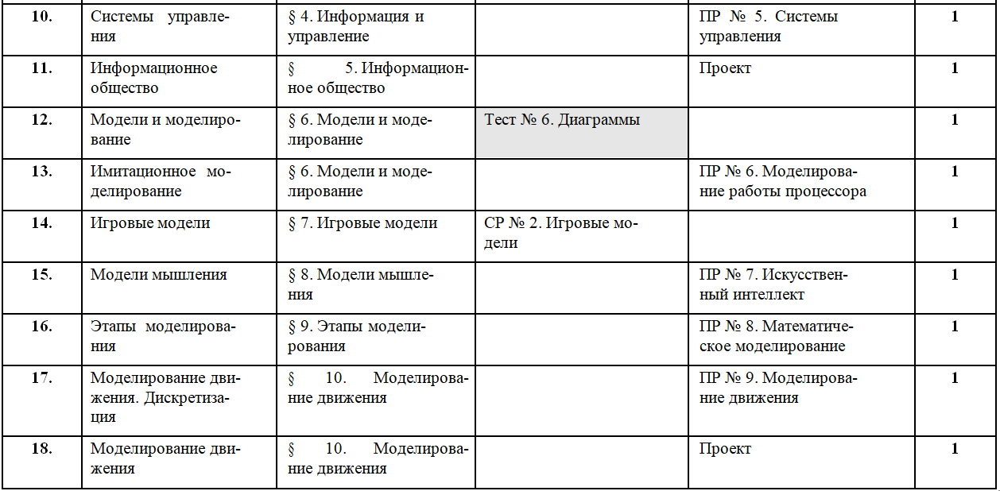 10.
Системы управле-
ния
§ 4. Информация и
управление
ПР № 5. Системы
управления
1
11.
Информационное
общество
§ 5. Информацион-
ное общество
Проект
1
12.
Модели и моделиро-
вание
§ 6. Модели и моде-
лирование
Тест № 6. Диаграммы
1
13.
Имитационное мо-
делирование
§ 6. Модели и моде-
лирование
ПР № 6. Моделирова-
ние работы процессора
1
14.
Игровые модели
§ 7. Игровые модели
СР № 2. Игровые мо-
дели
1
15.
Модели мышления
§ 8. Модели мышле-
ния
ПР № 7. Искусствен-
ный интеллект
1
16.
Этапы моделирова-
ния
§ 9. Этапы модели-
рования
ПР № 8. Математиче-
ское моделирование
1
17.
Моделирование дви-
жения. Дискретиза-
ция
§ 10. Моделирова-
ние движения
ПР № 9. Моделирова-
ние движения
1
18.
Моделирование дви-
жения
§ 10. Моделирова-
ние движения
Проект
1